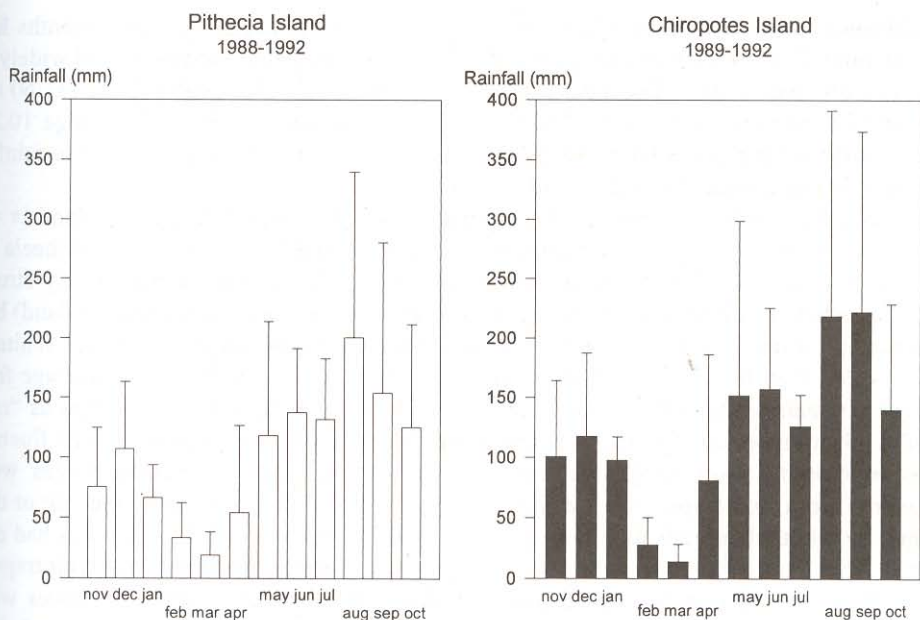 Pithecia Island
1988-1992
Rainfall (mm)
400
350
300
250
200
150
100
50
0
nov dec jan
feb mar apr
may jun jul
aug sep oct
Chiropotes Island
1989-1992
Rainfall (mm)
400
350
300
250
200
150
100
50
0
nov dec jan
feb mar apr
may jun jul
aug sep oct